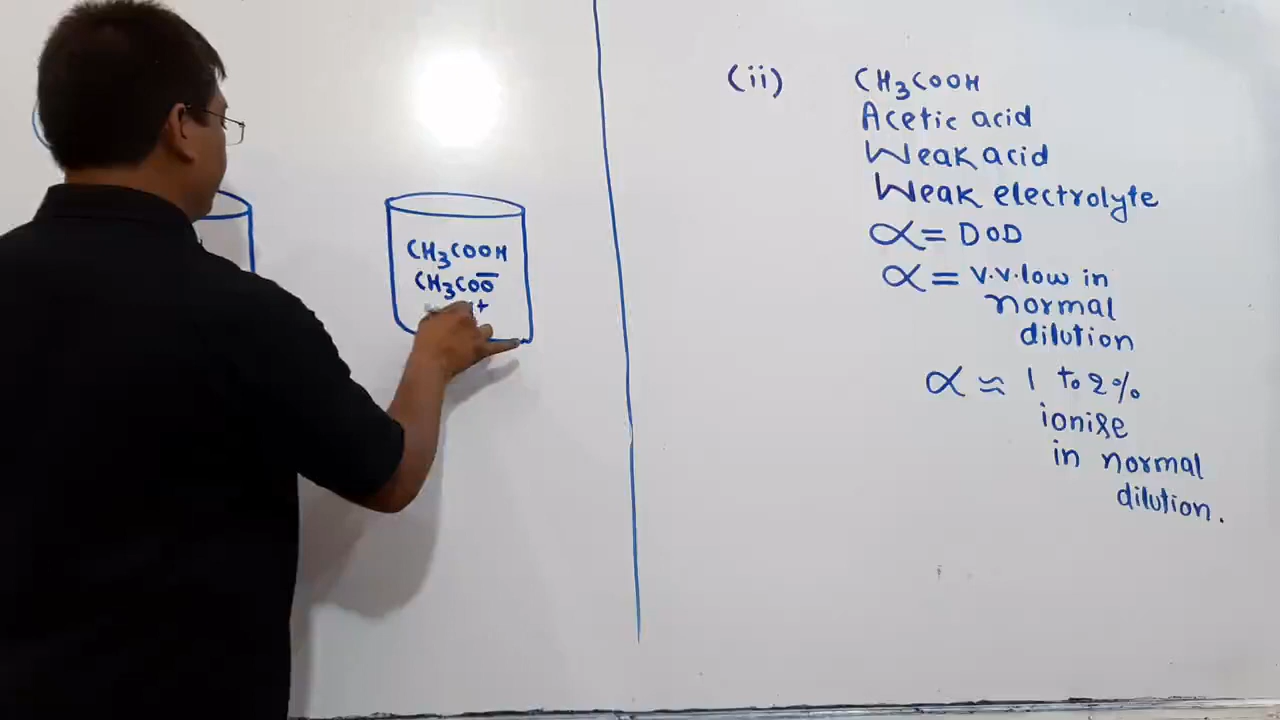 CH3COOH
CH3COO̅
+
(ii) CH3COOH
Acetic acid
Weak acid
Weak electrolyte
α = DOD
α = v.v.low in
normal
dilution
α ≈ 1 to 2%
ionise
in normal
dilution.